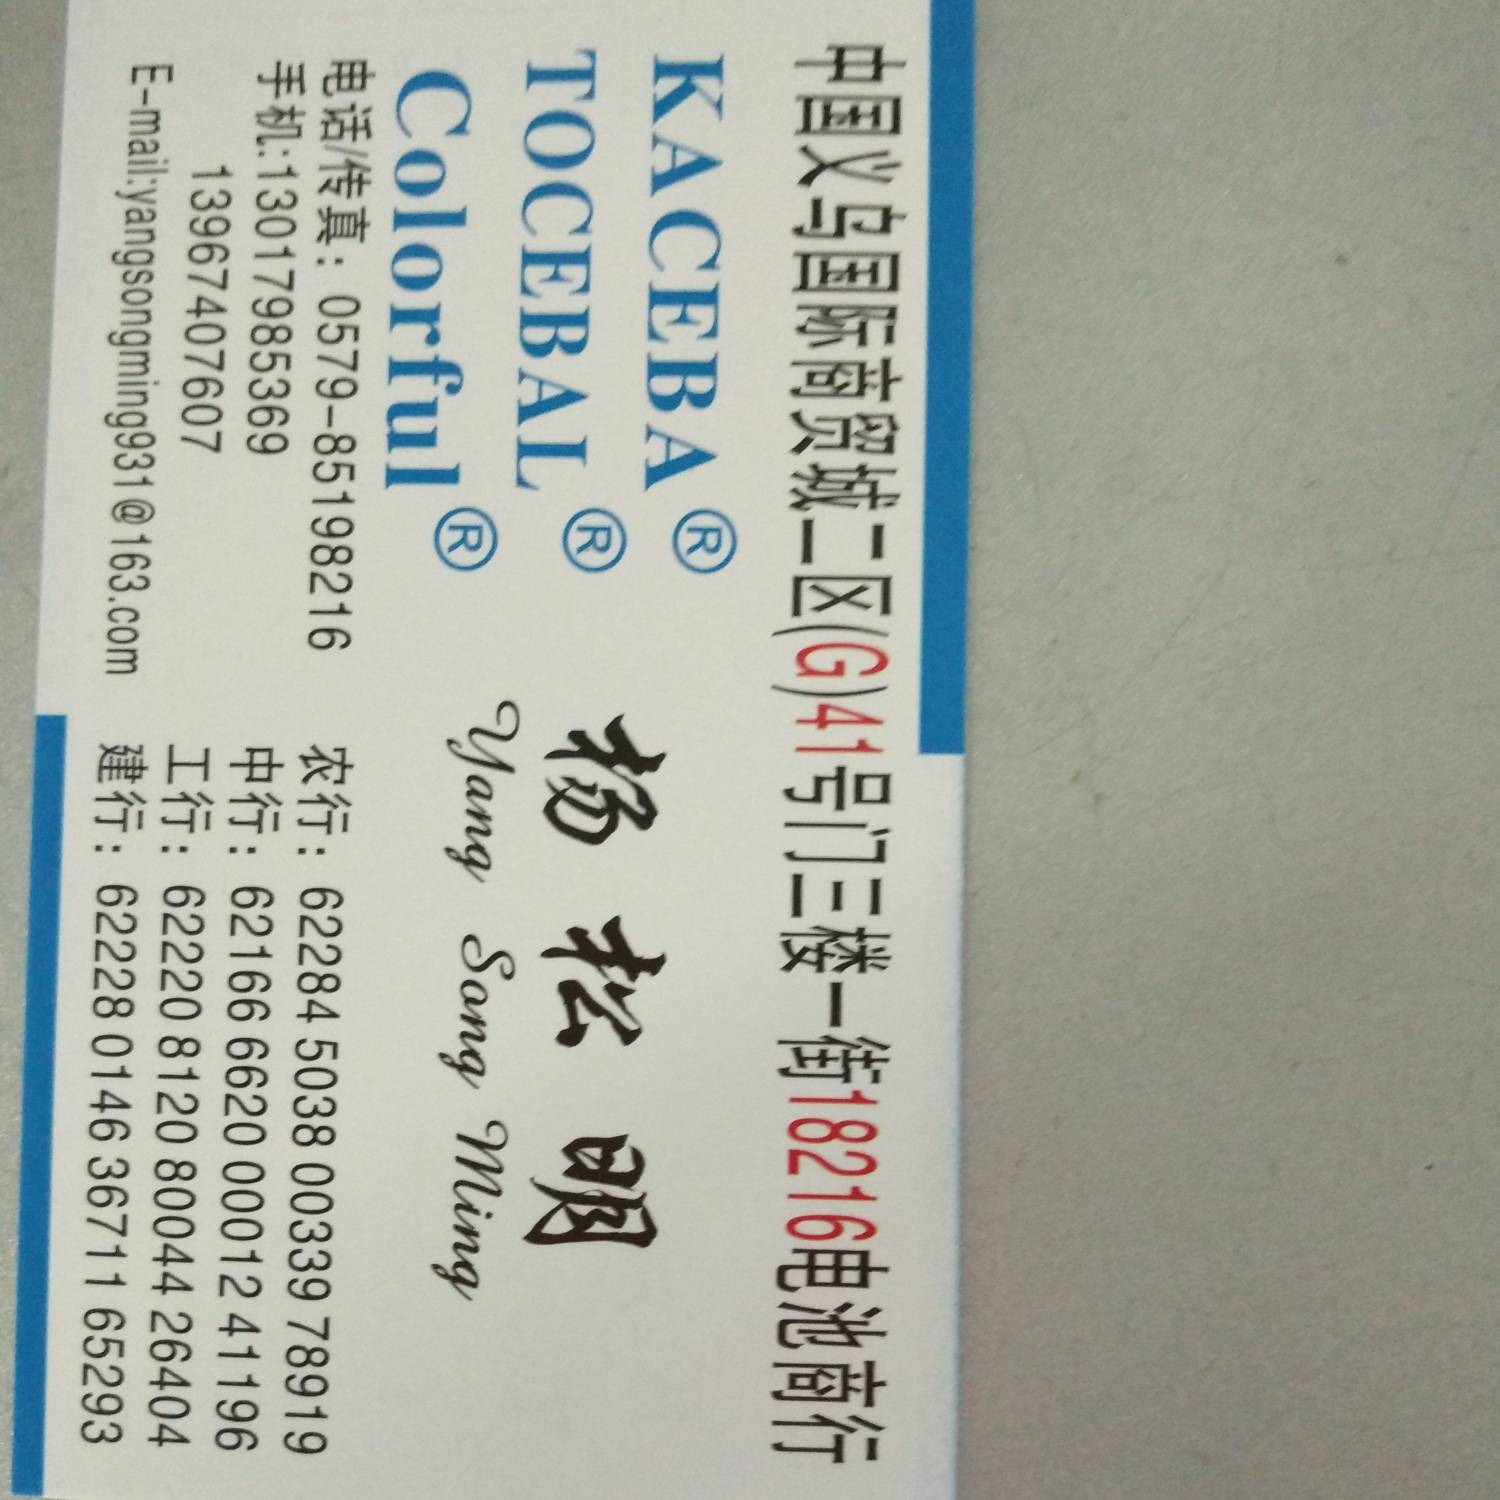 中国义乌国际商贸城二区(G)41号门三楼一街18216电池商行
KACEBA®
TOCEBAL®
Colorful®
杨松明
Yang Song Ming
电话/传真：0579-85198216
手机:13017985369
13967407607
E-mail:yangsongming931@163.com
农行：62284 5038 00339 78919
中行：62166 6620 00012 41196
工行：62220 8120 80044 26404
建行：62228 0146 36711 65293